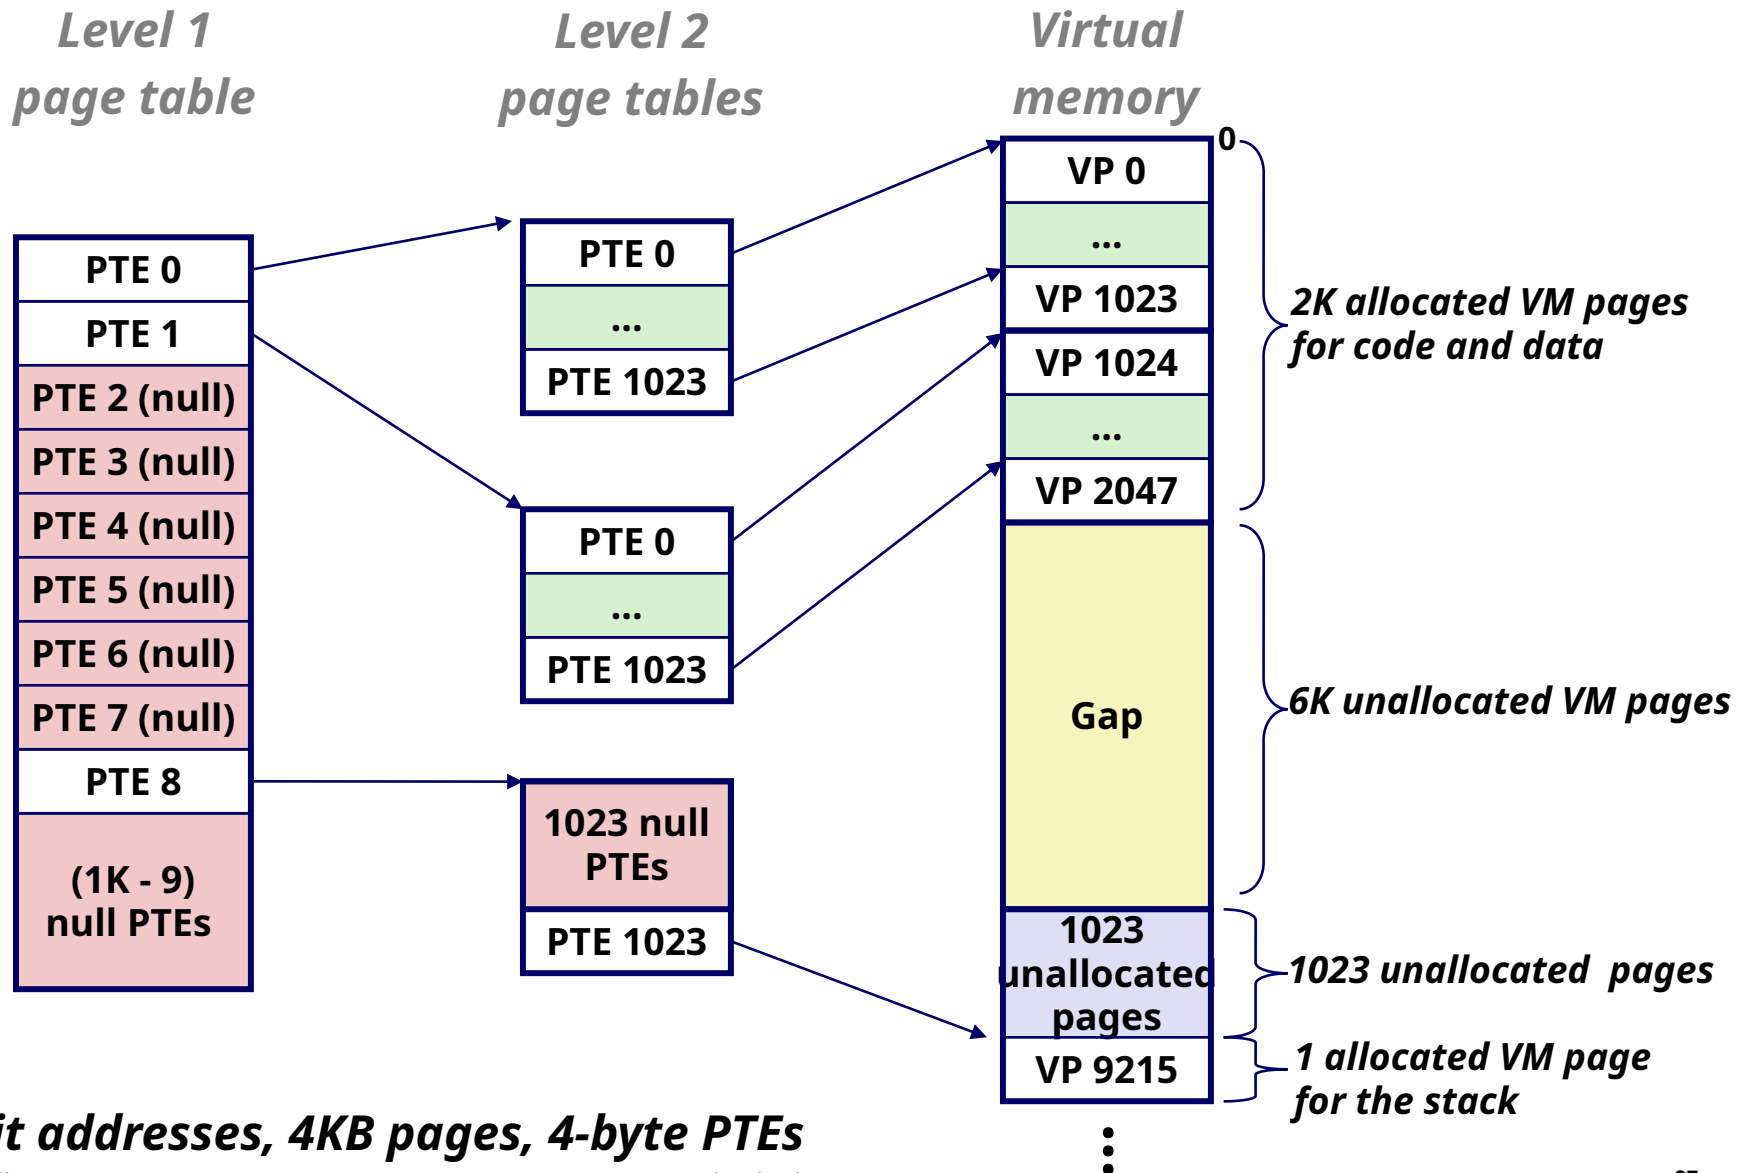 Level 1
page table
Level 2
page tables
Virtual
memory
PTE 0
PTE 1
PTE 2 (null)
PTE 3 (null)
PTE 4 (null)
PTE 5 (null)
PTE 6 (null)
PTE 7 (null)
PTE 8
(1K - 9)
null PTEs
PTE 0
...
PTE 1023
PTE 0
...
PTE 1023
1023 null
PTEs
PTE 1023
0
VP 0
...
VP 1023
VP 1024
...
VP 2047
Gap
1023
unallocated
pages
VP 9215
2K allocated VM pages
for code and data
6K unallocated VM pages
1023 unallocated pages
1 allocated VM page
for the stack
addresses, 4KB pages, 4-byte PTEs